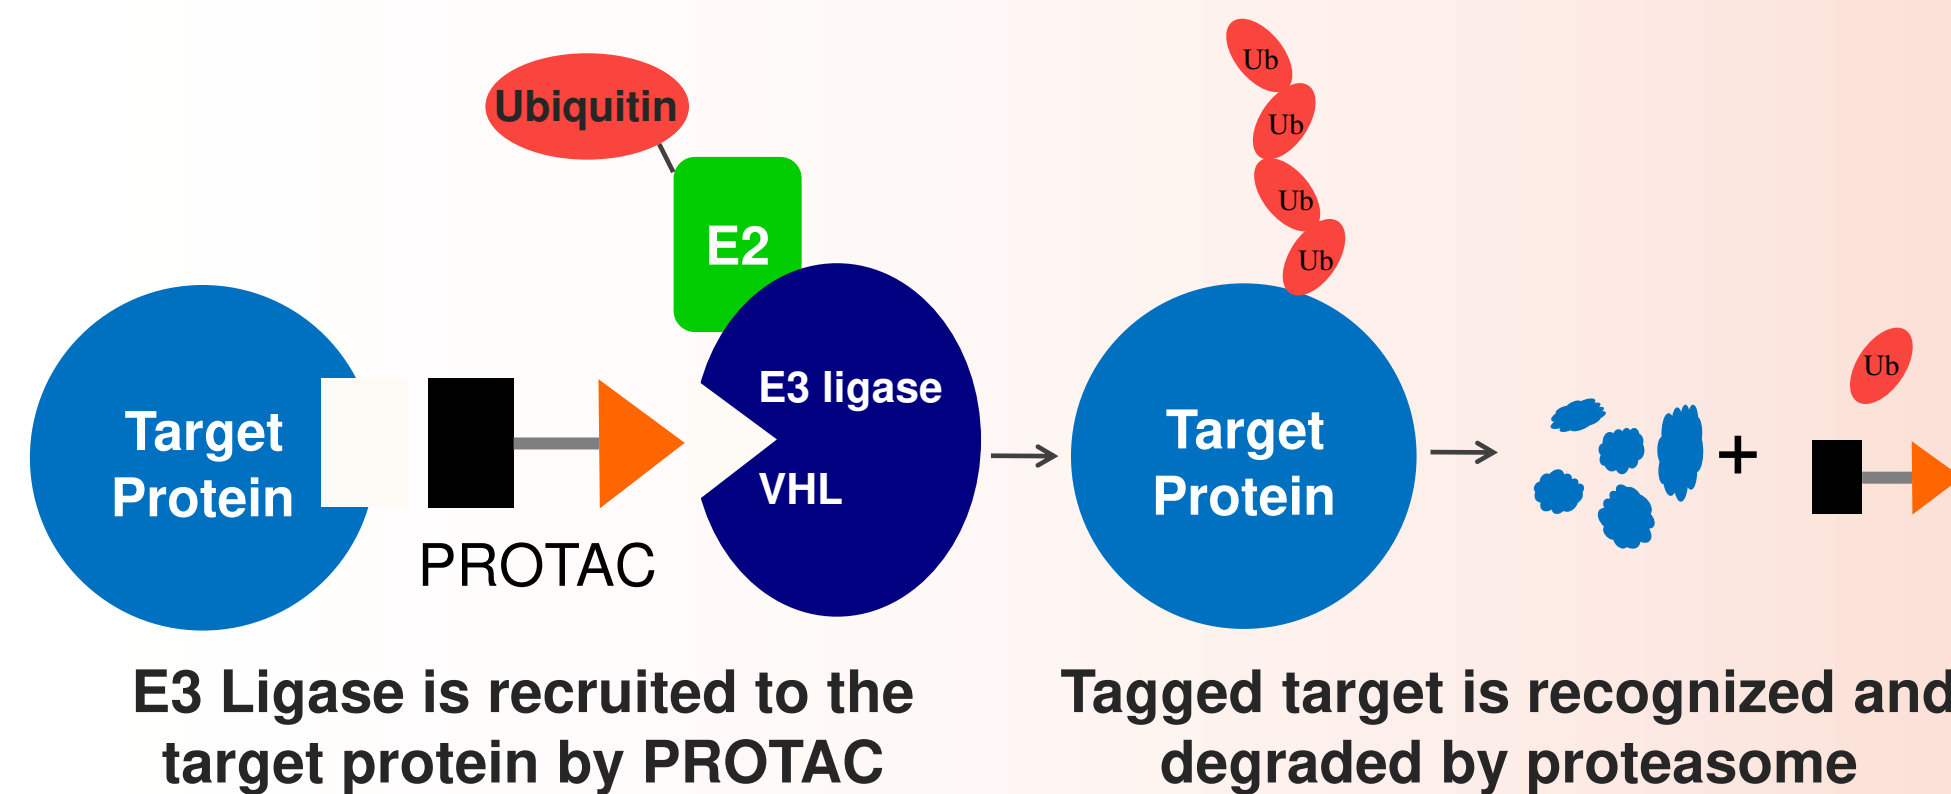 Ubiquitin
E2
Target
Protein
E3 ligase
VHL
PROTAC
E3 Ligase is recruited to the
target protein by PROTAC
Ub
Ub
Ub
Ub
Target
Protein
+
Ub
Tagged target is recognized and
degraded by proteasome